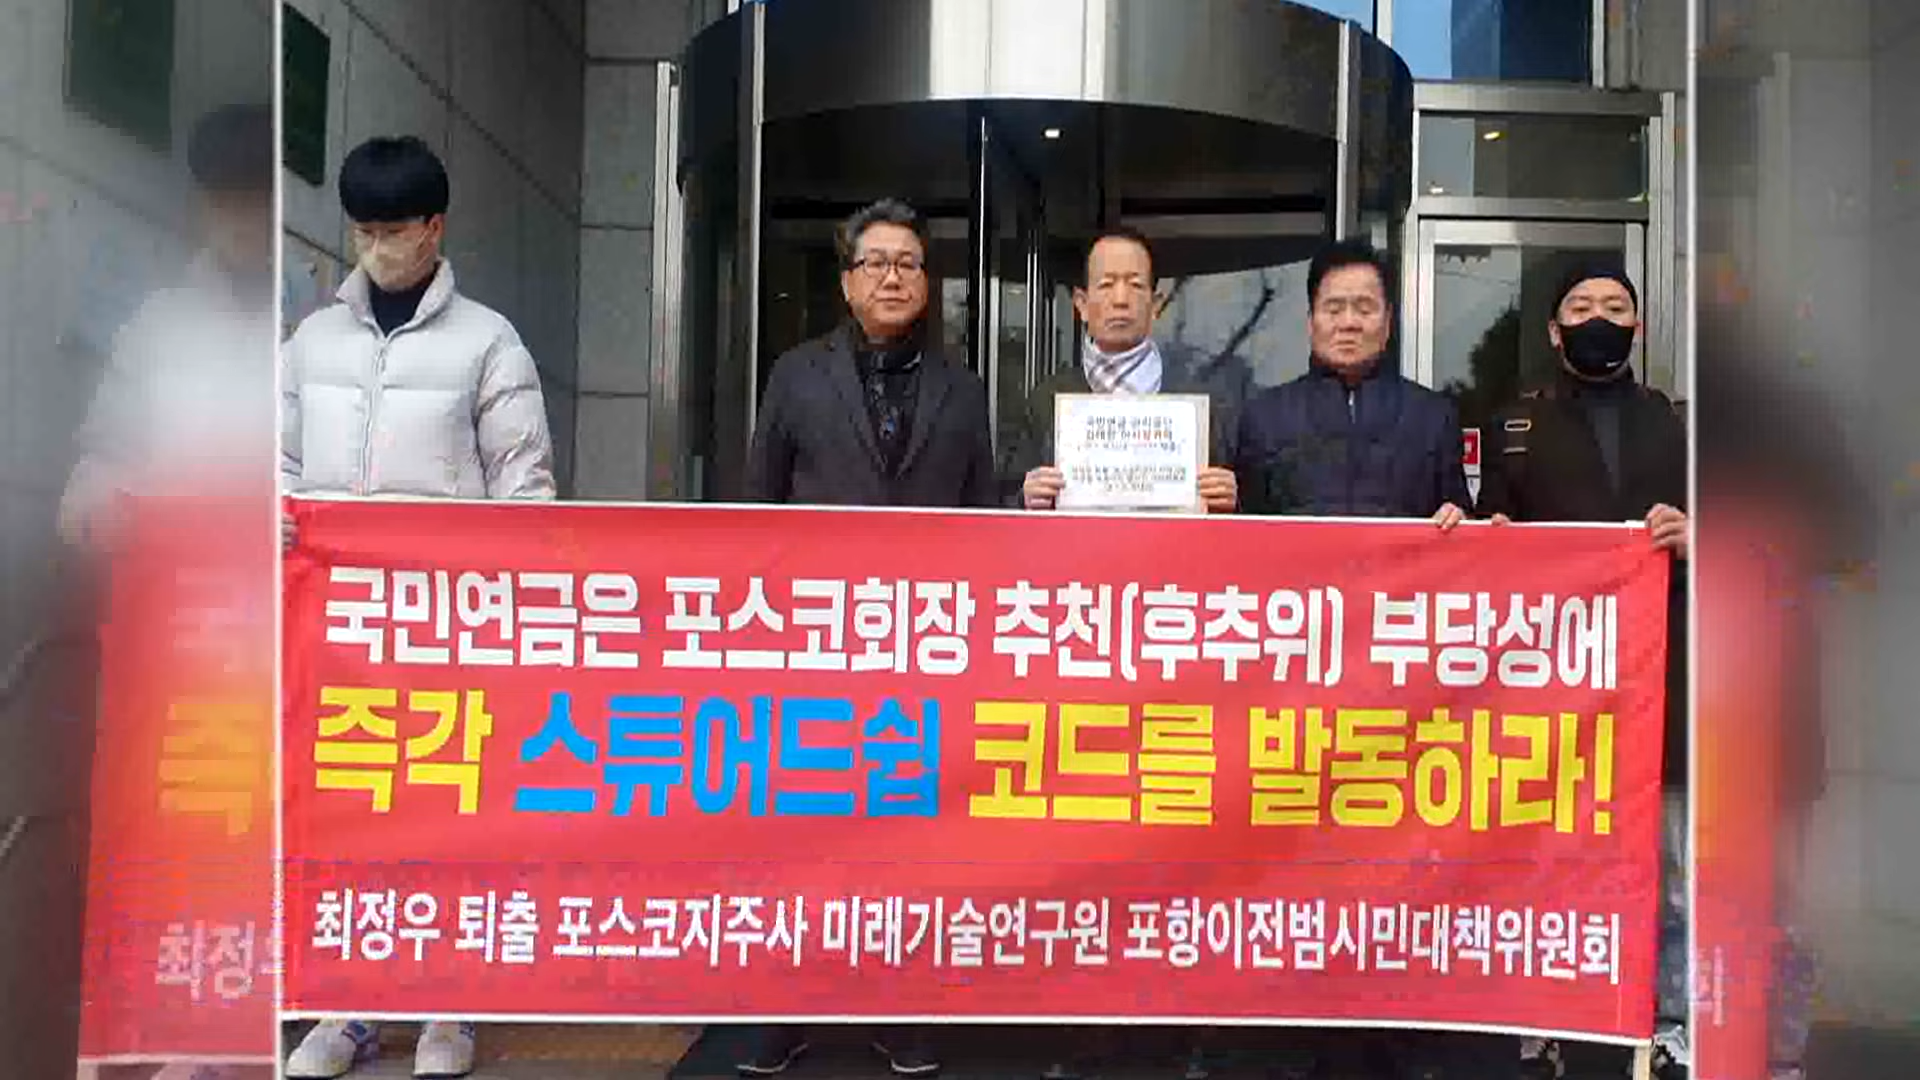 국민연금은 포스코회장 추천(후추위) 부당성에
즉각 스튜어드쉽 코드를 발동하라!
최정우 퇴출 포스코지주사 미래기술연구원 포항이전범시민대책위원회